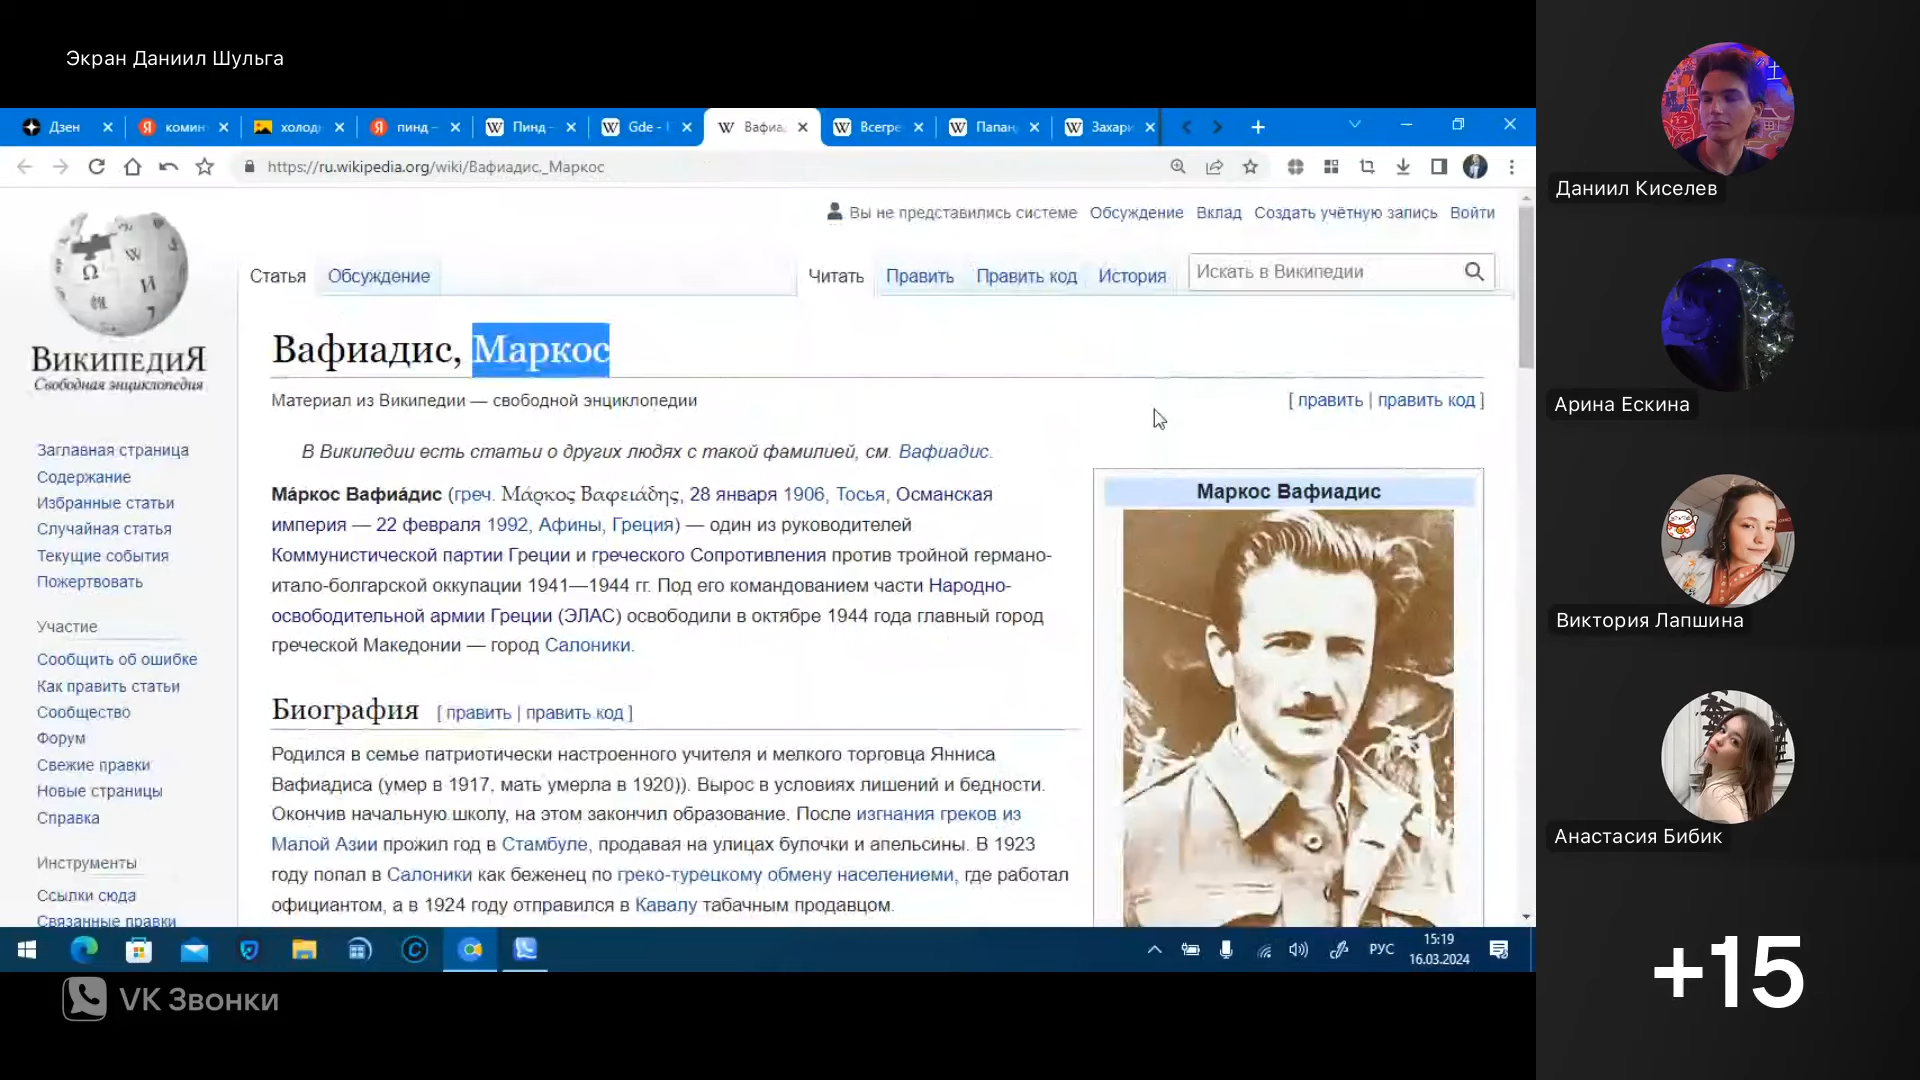 Экран Даниил Шульга
Дзен
комин
холод
пинд –
Пинд –
Gde - 
Вафиа
Всегре
Папан
Захари
https://ru.wikipedia.org/wiki/Вафиадис,_Маркос
Вы не представились системе Обсуждение Вклад Создать учётную запись Войти
Статья Обсуждение Читать Править Править код История Искать в Википедии
ВикипедиЯ
Свободная энциклопедия
Заглавная страница
Содержание
Избранные статьи
Случайная статья
Текущие события
Пожертвовать
Участие
Сообщить об ошибке
Как править статьи
Сообщество
Форум
Свежие правки
Новые страницы
Справка
Инструменты
Ссылки сюда
Связанные правки
Вафиадис, Маркос
Материал из Википедии — свободной энциклопедии
[ править | править код ]
В Википедии есть статьи о других людях с такой фамилией, см. Вафиадис.
Ма́ркос Вафиа́дис (греч. Μάρκος Βαφειάδης, 28 января 1906, Тосья, Османская
империя — 22 февраля 1992, Афины, Греция) — один из руководителей
Коммунистической партии Греции и греческого Сопротивления против тройной германо-
итало-болгарской оккупации 1941—1944 гг. Под его командованием части Народно-
освободительной армии Греции (ЭЛАС) освободили в октябре 1944 года главный город
греческой Македонии — город Салоники.
Маркос Вафиадис
Биография [ править | править код ]
Родился в семье патриотически настроенного учителя и мелкого торговца Янниса
Вафиадиса (умер в 1917, мать умерла в 1920)). Вырос в условиях лишений и бедности.
Окончив начальную школу, на этом закончил образование. После изгнания греков из
Малой Азии прожил год в Стамбуле, продавая на улицах булочки и апельсины. В 1923
году попал в Салоники как беженец по греко-турецкому обмену населениеми, где работал
официантом, а в 1924 году отправился в Кавалу табачным продавцом.
РУС
15:19
16.03.2024
VK Звонки
Даниил Киселев
Арина Ескина
Виктория Лапшина
Анастасия Бибик
+15